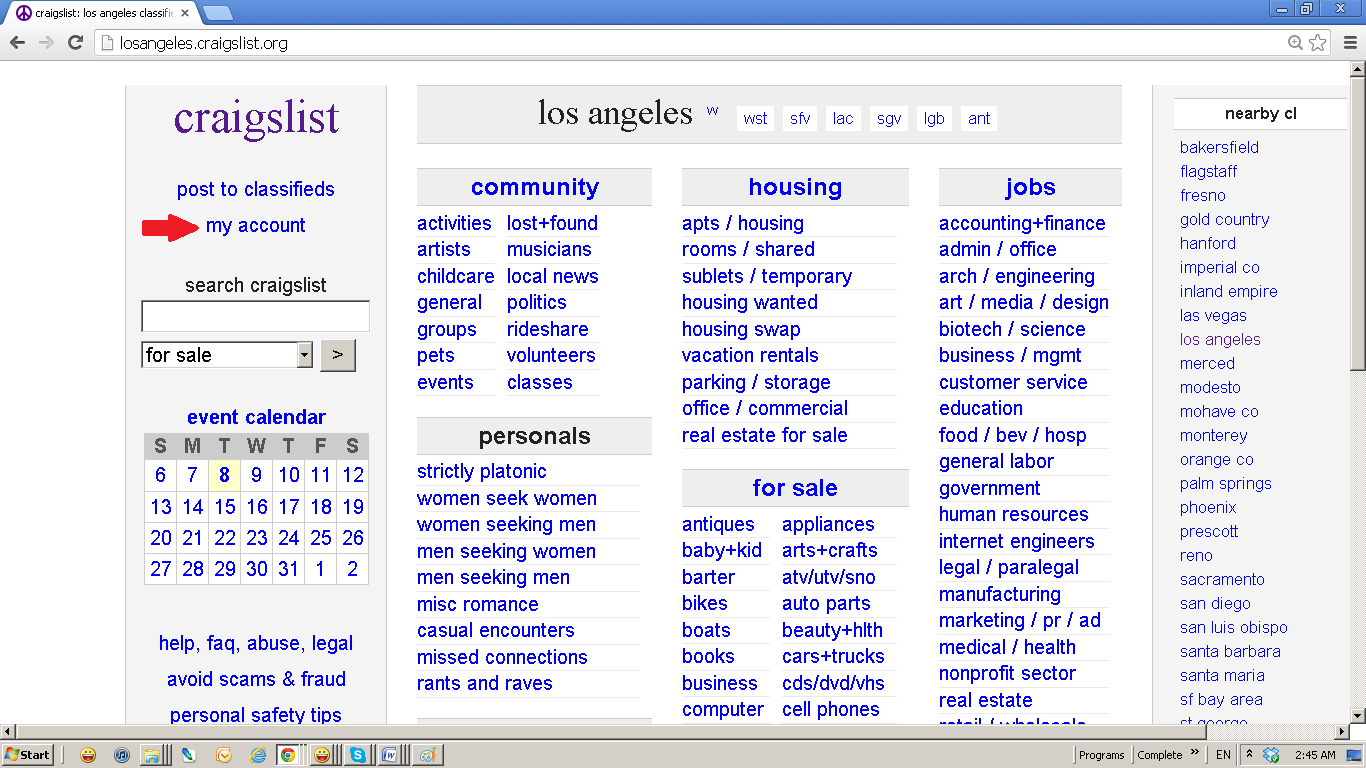 craigslist: los angeles classifie
losangeles.craigslist.org
craigslist
post to classifieds
my account
search craigslist
for sale
>
event calendar
S M T W T F S
6 7 8 9 10 11 12
13 14 15 16 17 18 19
20 21 22 23 24 25 26
27 28 29 30 31 1 2
help, faq, abuse, legal
avoid scams & fraud
personal safety tips
los angeles w wst sfv lac sgv lgb ant
community
activities lost+found
artists musicians
childcare local news
general politics
groups rideshare
pets volunteers
events classes
personals
strictly platonic
women seek women
women seeking men
men seeking women
men seeking men
misc romance
casual encounters
missed connections
rants and raves
housing
apts / housing
rooms / shared
sublets / temporary
housing wanted
housing swap
vacation rentals
parking / storage
office / commercial
real estate for sale
for sale
antiques appliances
baby+kid arts+crafts
barter atv/utv/sno
bikes auto parts
boats beauty+hlth
books cars+trucks
business cds/dvd/vhs
computer cell phones
jobs
accounting+finance
admin / office
arch / engineering
art / media / design
biotech / science
business / mgmt
customer service
education
food / bev / hosp
general labor
government
human resources
internet engineers
legal / paralegal
manufacturing
marketing / pr / ad
medical / health
nonprofit sector
real estate
retail / wholesale
nearby cl
bakersfield
flagstaff
fresno
gold country
hanford
imperial co
inland empire
las vegas
los angeles
merced
modesto
mohave co
monterey
orange co
palm springs
phoenix
prescott
reno
sacramento
san diego
san luis obispo
santa barbara
santa maria
sf bay area
st george
Start Programs Complete » EN 2:45 AM